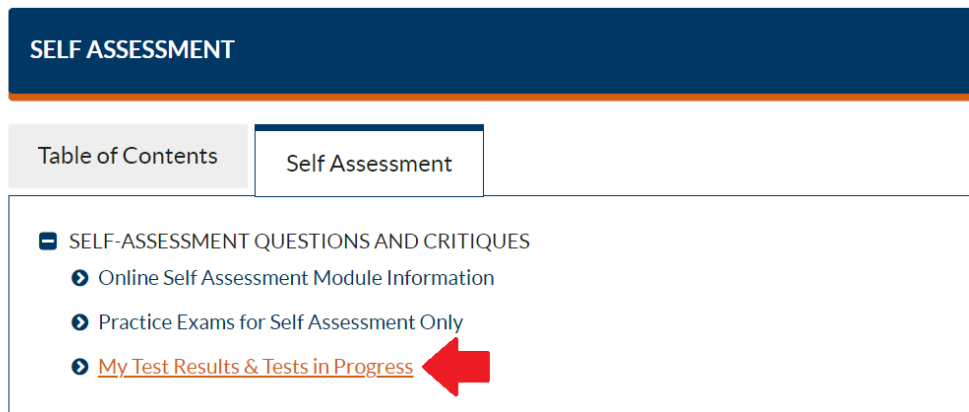 SELF ASSESSMENT
Table of Contents
Self Assessment
SELF-ASSESSMENT QUESTIONS AND CRITIQUES
Online Self Assessment Module Information
Practice Exams for Self Assessment Only
My Test Results & Tests in Progress